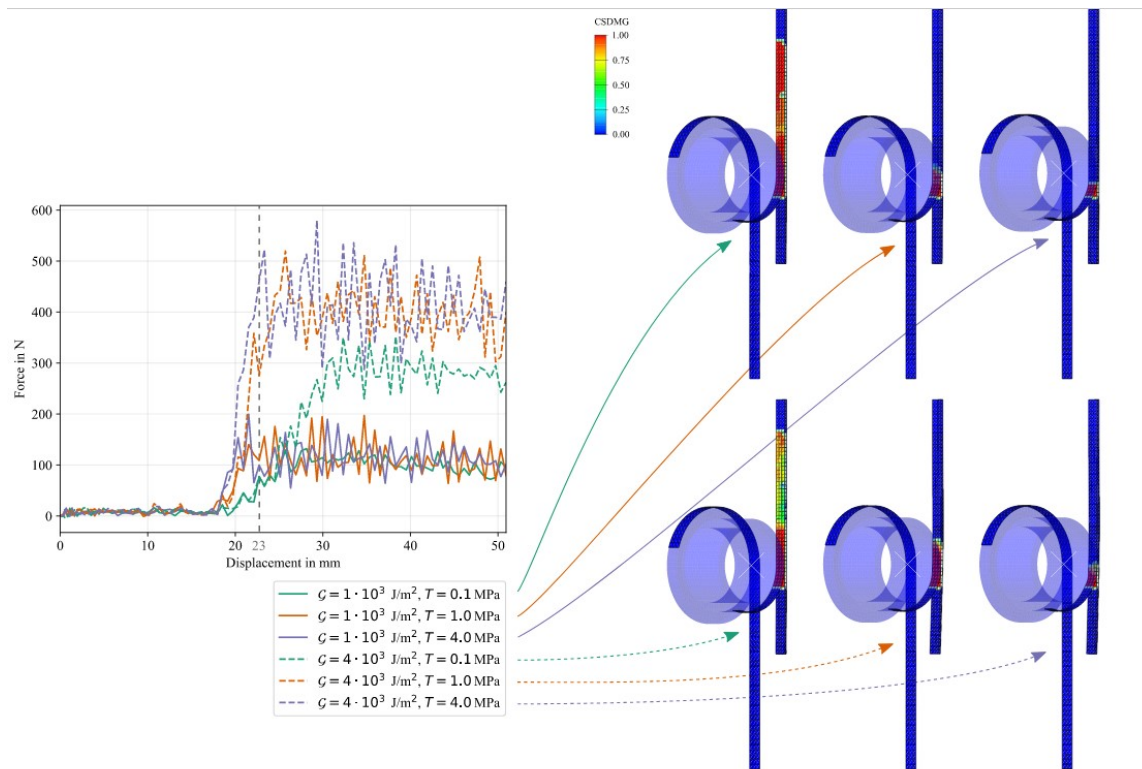 CSDMG
1.00
0.75
0.50
0.25
0.00
600
500
400
300
200
100
0
Force in N
0 10 20 23 30 40 50
Displacement in mm
𝒢 = 1 · 10³ J/m², T = 0.1 MPa
𝒢 = 1 · 10³ J/m², T = 1.0 MPa
𝒢 = 1 · 10³ J/m², T = 4.0 MPa
𝒢 = 4 · 10³ J/m², T = 0.1 MPa
𝒢 = 4 · 10³ J/m², T = 1.0 MPa
𝒢 = 4 · 10³ J/m², T = 4.0 MPa